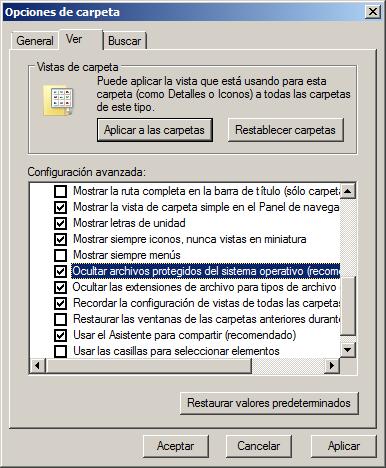 Opciones de carpeta
General
Ver
Buscar
Vistas de carpeta
Puede aplicar la vista que está usando para esta
carpeta (como Detalles o Iconos) a todas las carpetas
de este tipo.
Aplicar a las carpetas
Restablecer carpetas
Configuración avanzada:
Mostrar la ruta completa en la barra de título (sólo carpeta
Mostrar la vista de carpeta simple en el Panel de navega
Mostrar letras de unidad
Mostrar siempre iconos, nunca vistas en miniatura
Mostrar siempre menús
Ocultar archivos protegidos del sistema operativo (recome
Ocultar las extensiones de archivo para tipos de archivo
Recordar la configuración de vistas de todas las carpetas
Restaurar las ventanas de las carpetas anteriores durante
Usar el Asistente para compartir (recomendado)
Usar las casillas para seleccionar elementos
Restaurar valores predeterminados
Aceptar
Cancelar
Aplicar